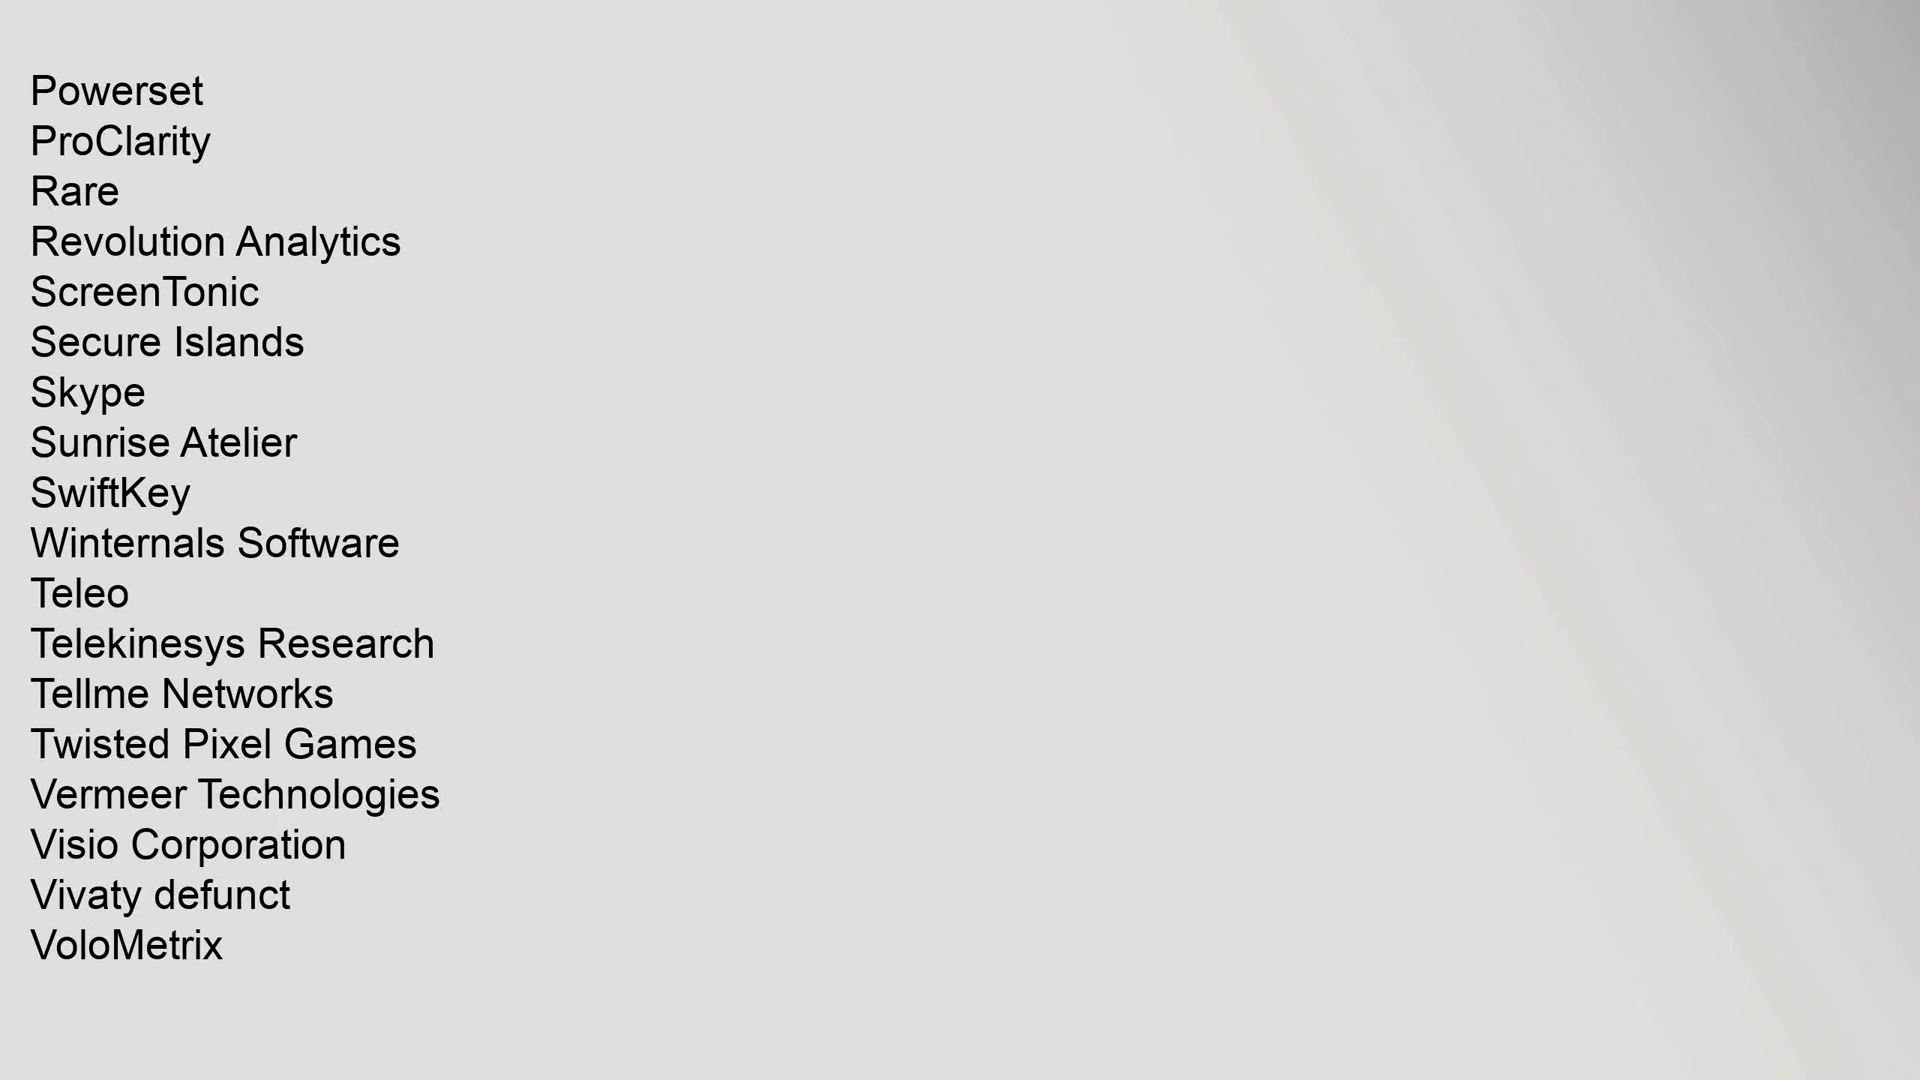 Powerset
ProClarity
Rare
Revolution Analytics
ScreenTonic
Secure Islands
Skype
Sunrise Atelier
SwiftKey
Winternals Software
Teleo
Telekinesys Research
Tellme Networks
Twisted Pixel Games
Vermeer Technologies
Visio Corporation
Vivaty defunct
VoloMetrix